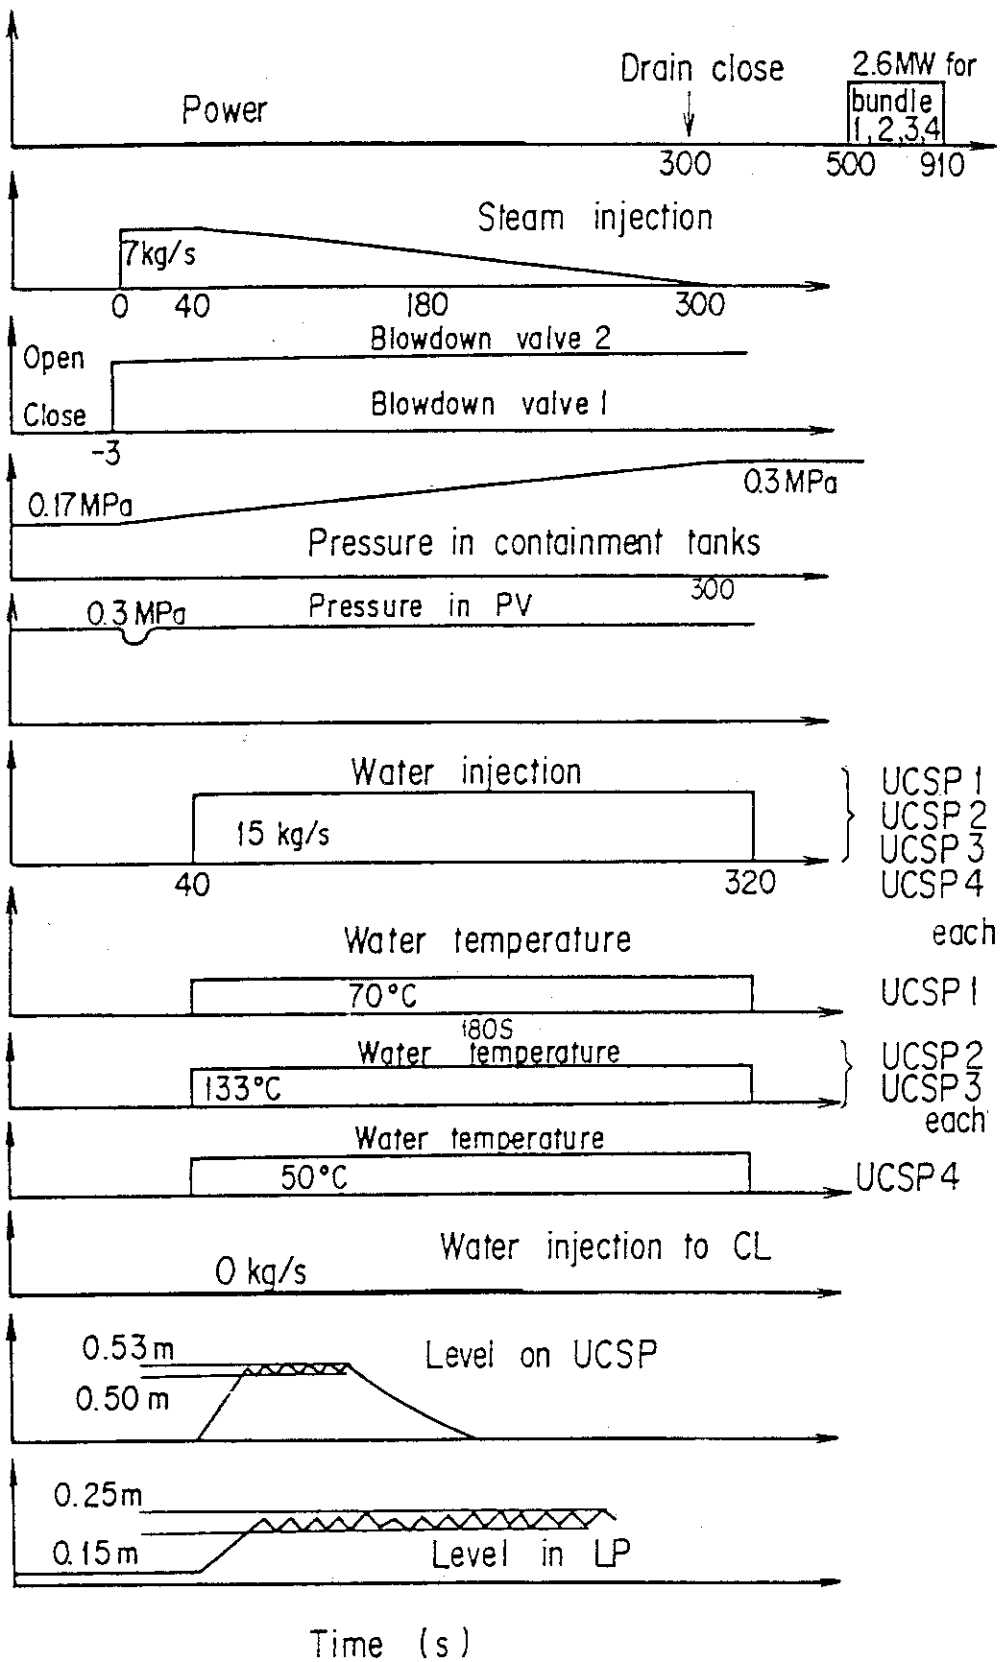 Drain close
2.6MW for
bundle
1,2,3,4
Power
300
500
910
Steam injection
7kg/s
0
40
180
300
Blowdown valve 2
Open
Blowdown valve 1
Close
-3
0.17MPa
0.3MPa
Pressure in containment tanks
300
0.3MPa
Pressure in PV
Water injection
15 kg/s
40
320
UCSP 1
UCSP 2
UCSP 3
UCSP 4
each
Water temperature
70°C
UCSP 1
180S
Water temperature
133°C
UCSP 2
UCSP 3
each
Water temperature
50°C
UCSP 4
Water injection to CL
0 kg/s
0.53m
Level on UCSP
0.50m
0.25m
0.15m
Level in LP
Time (s)